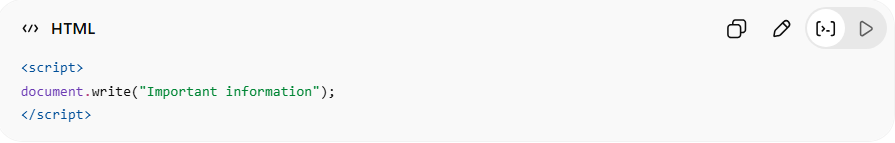 HTML
<script>
document.write("Important information");
</script>